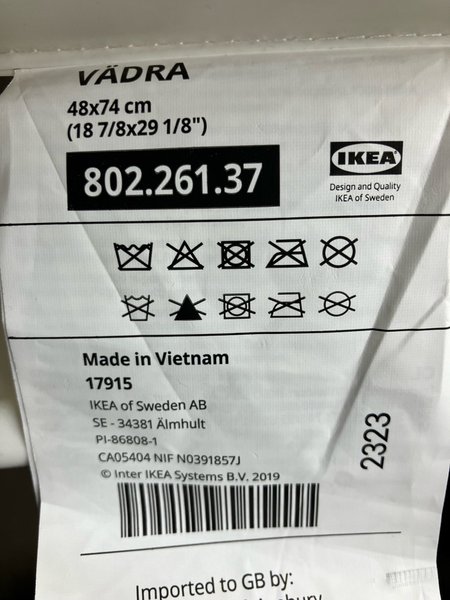 VÄDRA
48x74 cm
(18 7/8x29 1/8")
802.261.37
IKEA
Design and Quality
IKEA of Sweden
Made in Vietnam
17915
IKEA of Sweden AB
SE - 34381 Älmhult
PI-86808-1
CA05404 NIF N0391857J
© Inter IKEA Systems B.V. 2019
2323
Imported to GB by: